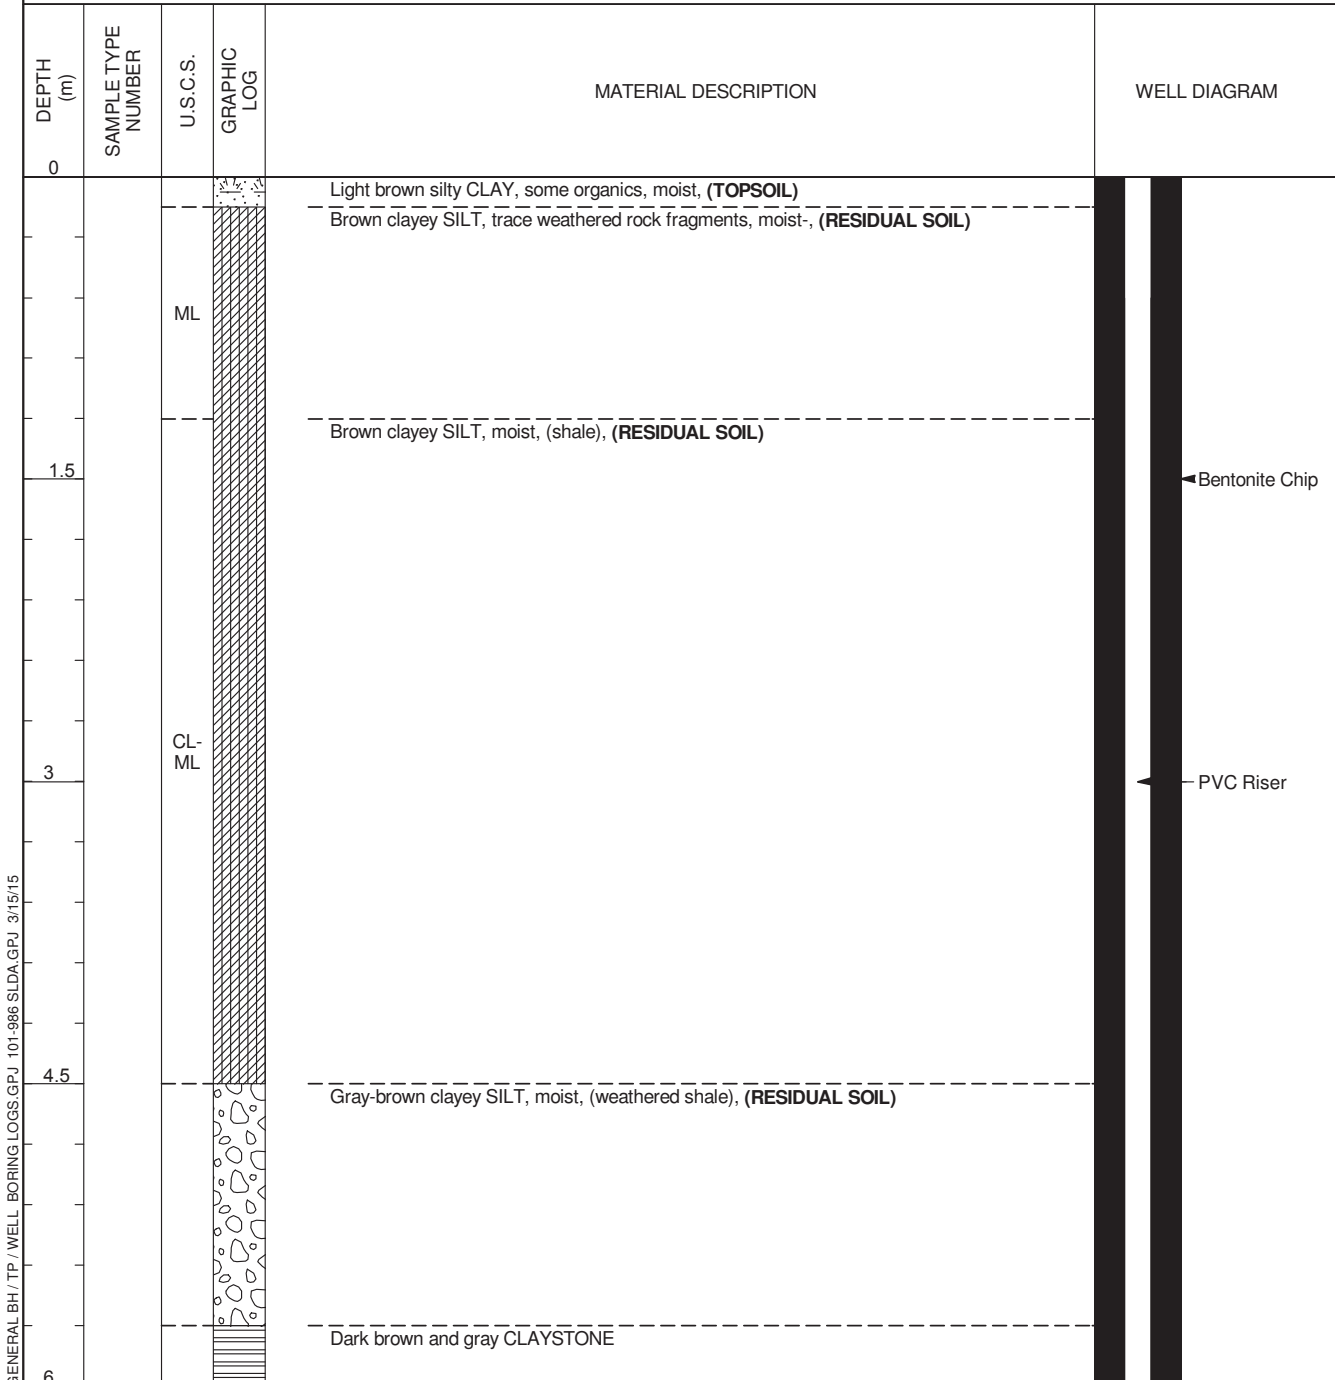 DEPTH
(m)
SAMPLE TYPE
NUMBER
U.S.C.S.
GRAPHIC
LOG
MATERIAL DESCRIPTION
WELL DIAGRAM
0
Light brown silty CLAY, some organics, moist, (TOPSOIL)
Brown clayey SILT, trace weathered rock fragments, moist-, (RESIDUAL SOIL)
ML
Brown clayey SILT, moist, (shale), (RESIDUAL SOIL)
1.5
Bentonite Chip
CL-
ML
3
PVC Riser
4.5
Gray-brown clayey SILT, moist, (weathered shale), (RESIDUAL SOIL)
Dark brown and gray CLAYSTONE
6
GENERAL BH / TP / WELL BORING LOGS.GPJ 101-986 SLDA.GPJ 3/15/15